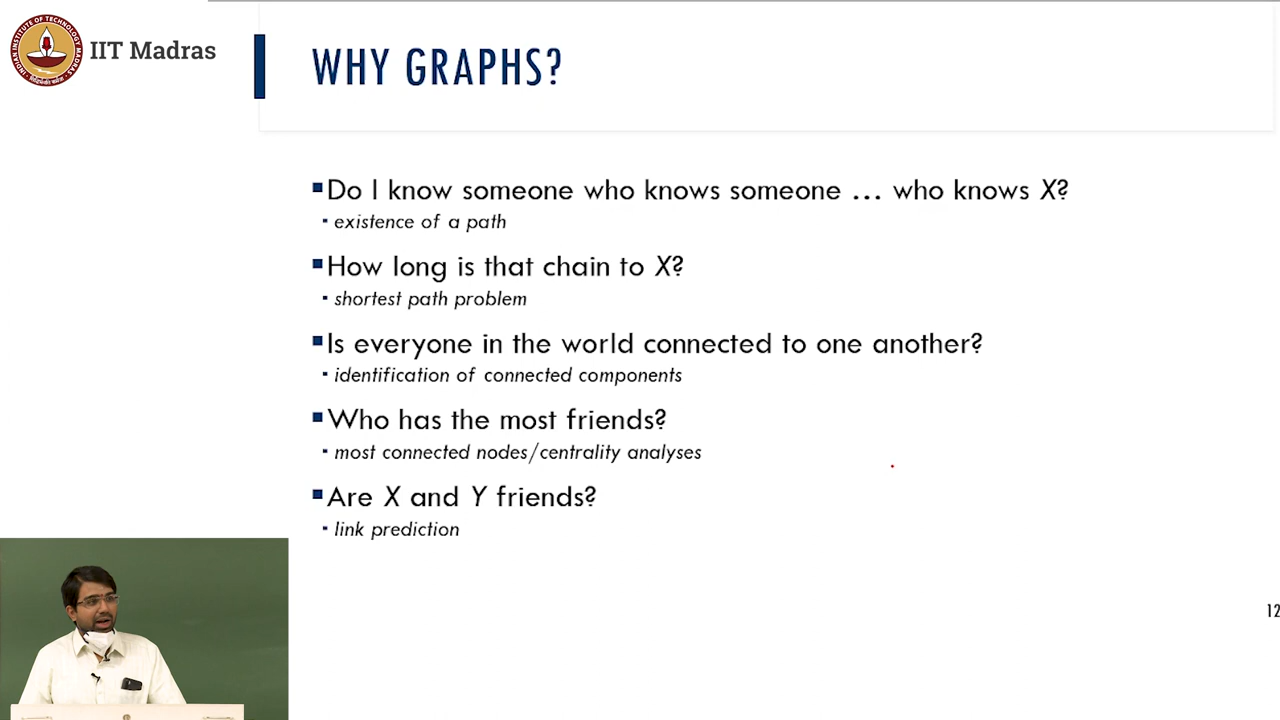 IIT Madras
WHY GRAPHS?
Do I know someone who knows someone … who knows X?
existence of a path
How long is that chain to X?
shortest path problem
Is everyone in the world connected to one another?
identification of connected components
Who has the most friends?
most connected nodes/centrality analyses
Are X and Y friends?
link prediction
12